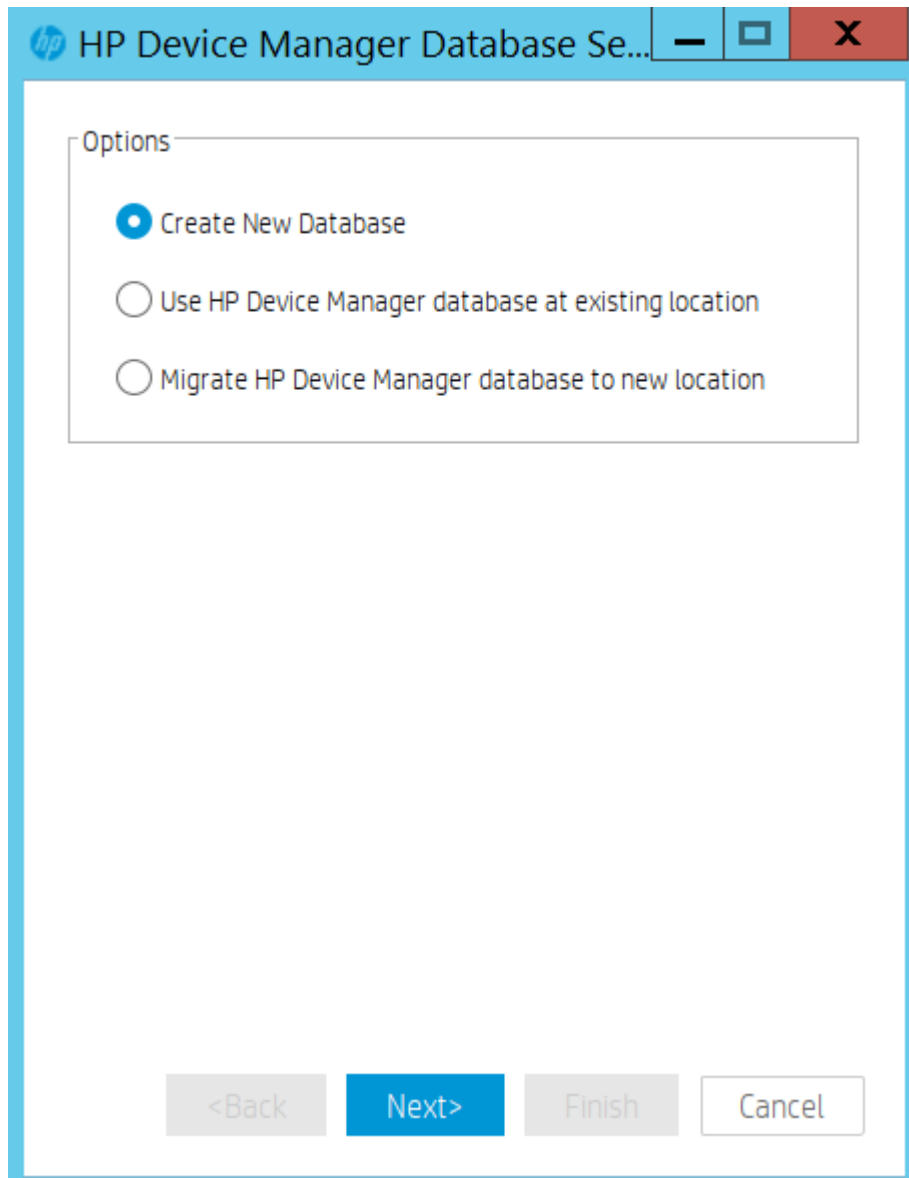 hp HP Device Manager Database Se...
Options
Create New Database
Use HP Device Manager database at existing location
Migrate HP Device Manager database to new location
<Back Next> Finish Cancel